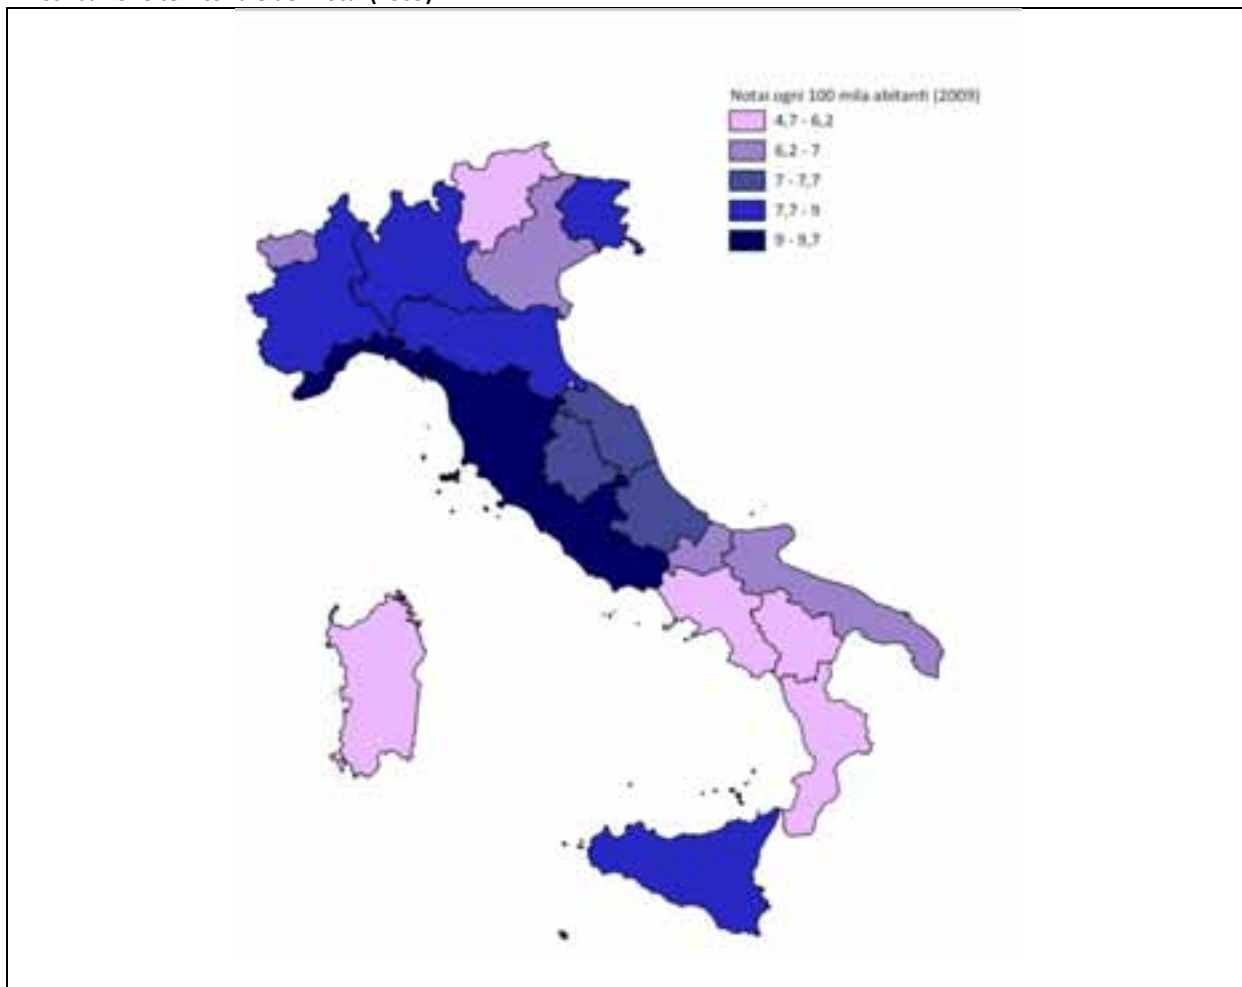 Notai ogni 100 mila abitanti (2009)
4,7 - 6,2
6,2 - 7
7 - 7,7
7,7 - 9
9 - 9,7